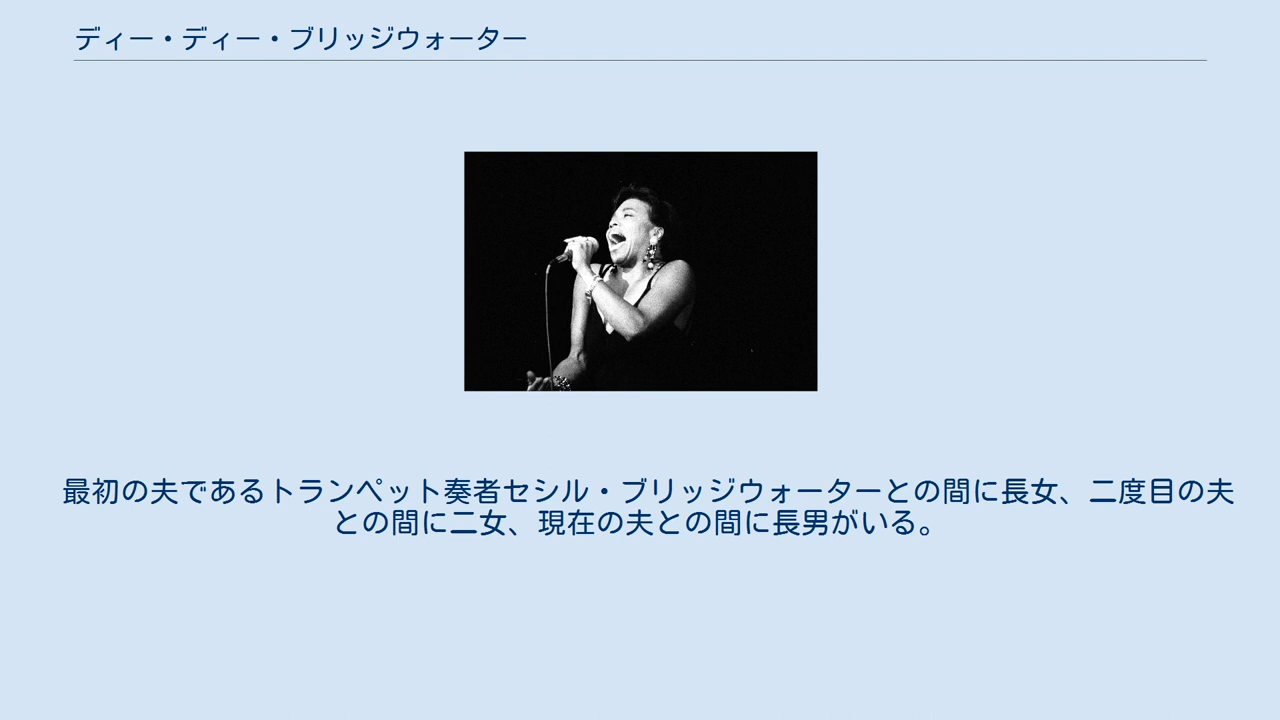 ディー・ディー・ブリッジウォーター
最初の夫であるトランペット奏者セシル・ブリッジウォーターとの間に長女、二度目の夫
との間に二女、現在の夫との間に長男がいる。